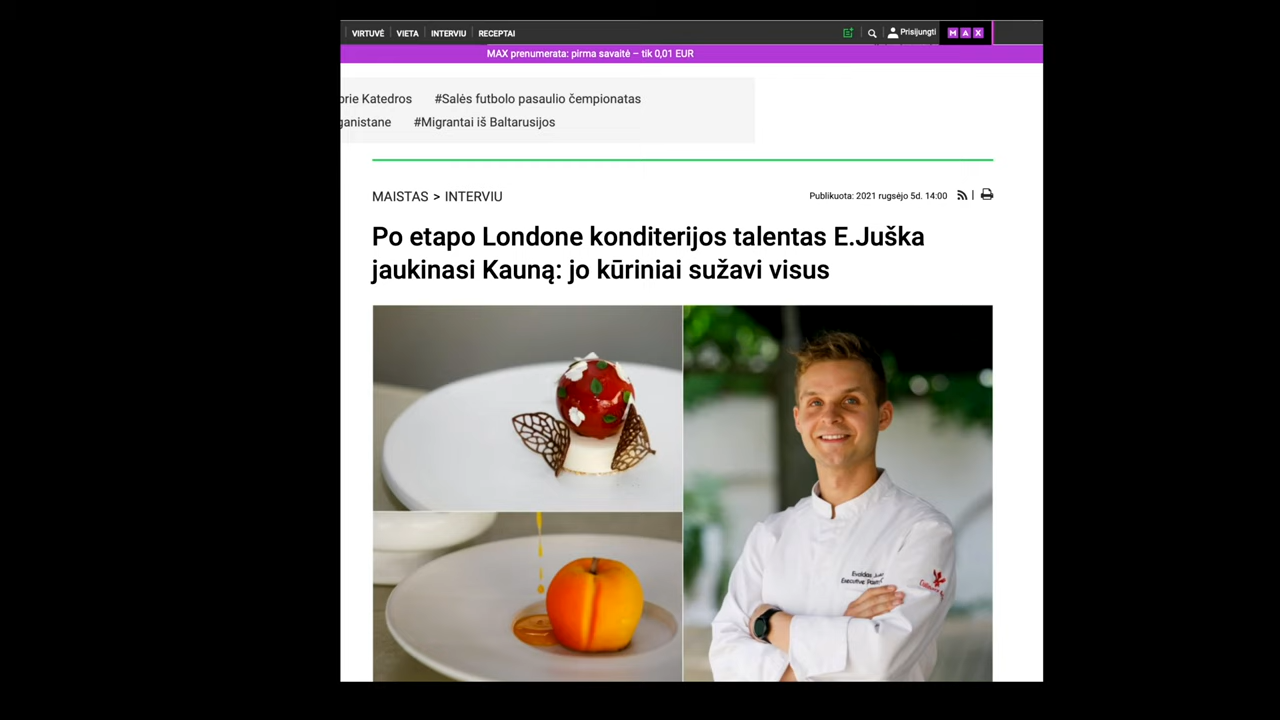 VIRTUVĖ VIETA INTERVIU RECEPTAI Prisijungti MAX
MAX prenumerata: pirma savaitė – tik 0,01 EUR
prie Katedros #Salės futbolo pasaulio čempionatas
#Migrantai iš Baltarusijos
MAISTAS > INTERVIU Publikuota: 2021 rugsėjo 5d. 14:00
Po etapo Londone konditerijos talentas E.Juška
jaukinasi Kauną: jo kūriniai sužavi visus
Evaldas
Executive